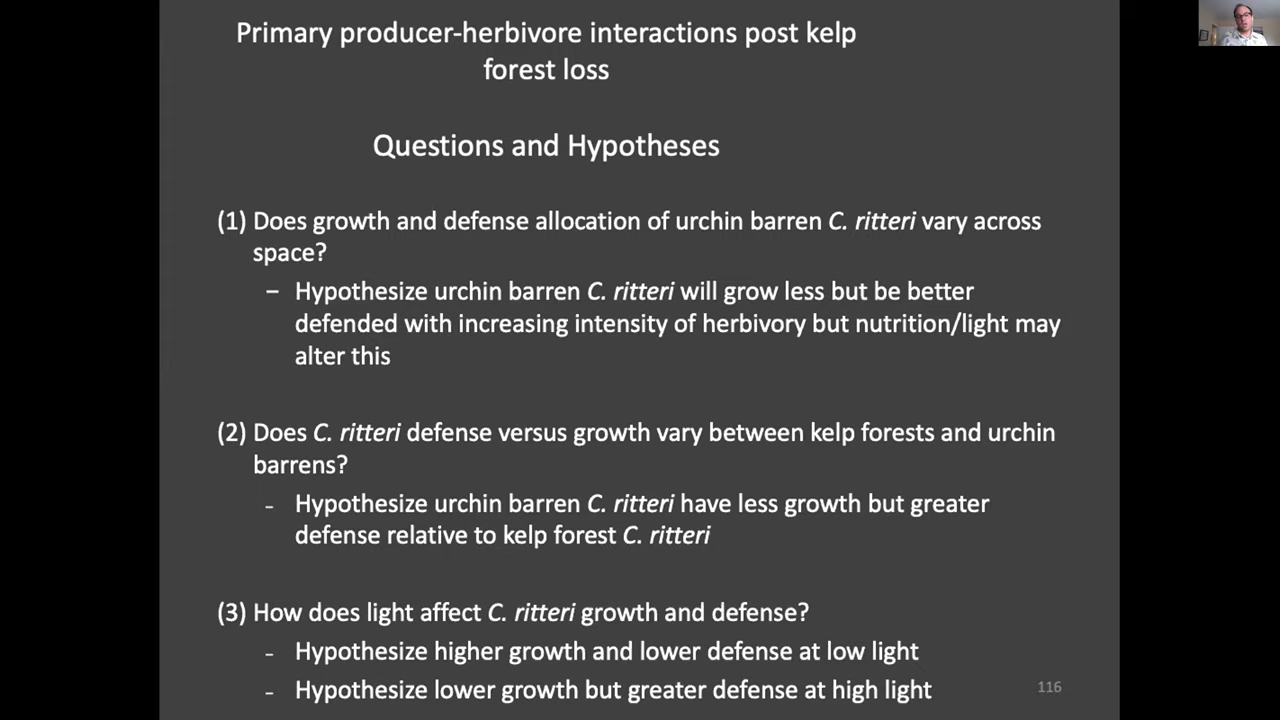 Primary producer-herbivore interactions post kelp
forest loss
Questions and Hypotheses
(1) Does growth and defense allocation of urchin barren C. ritteri vary across
space?
– Hypothesize urchin barren C. ritteri will grow less but be better
defended with increasing intensity of herbivory but nutrition/light may
alter this
(2) Does C. ritteri defense versus growth vary between kelp forests and urchin
barrens?
- Hypothesize urchin barren C. ritteri have less growth but greater
defense relative to kelp forest C. ritteri
(3) How does light affect C. ritteri growth and defense?
- Hypothesize higher growth and lower defense at low light
- Hypothesize lower growth but greater defense at high light
116